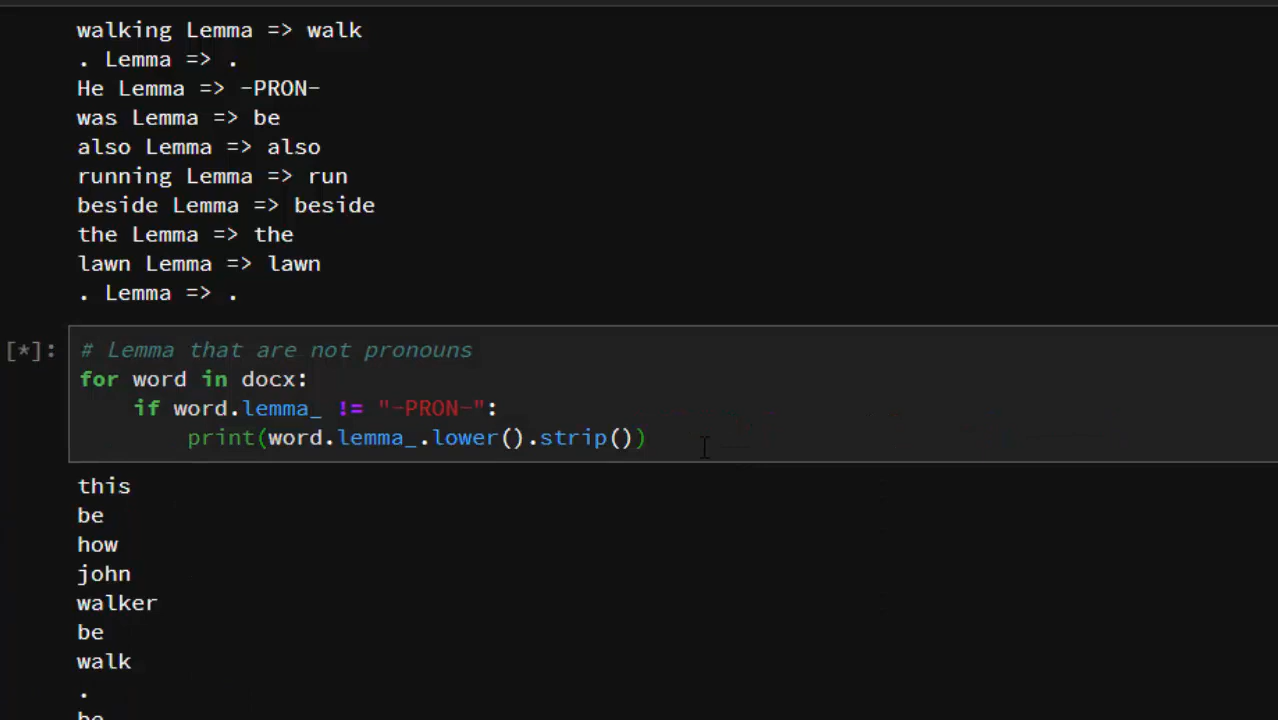 walking Lemma => walk
. Lemma => .
He Lemma => -PRON-
was Lemma => be
also Lemma => also
running Lemma => run
beside Lemma => beside
the Lemma => the
lawn Lemma => lawn
. Lemma => .
[*]: # Lemma that are not pronouns
for word in docx:
    if word.lemma_ != "-PRON-":
        print(word.lemma_.lower().strip())
this
be
how
john
walker
be
walk
.
be